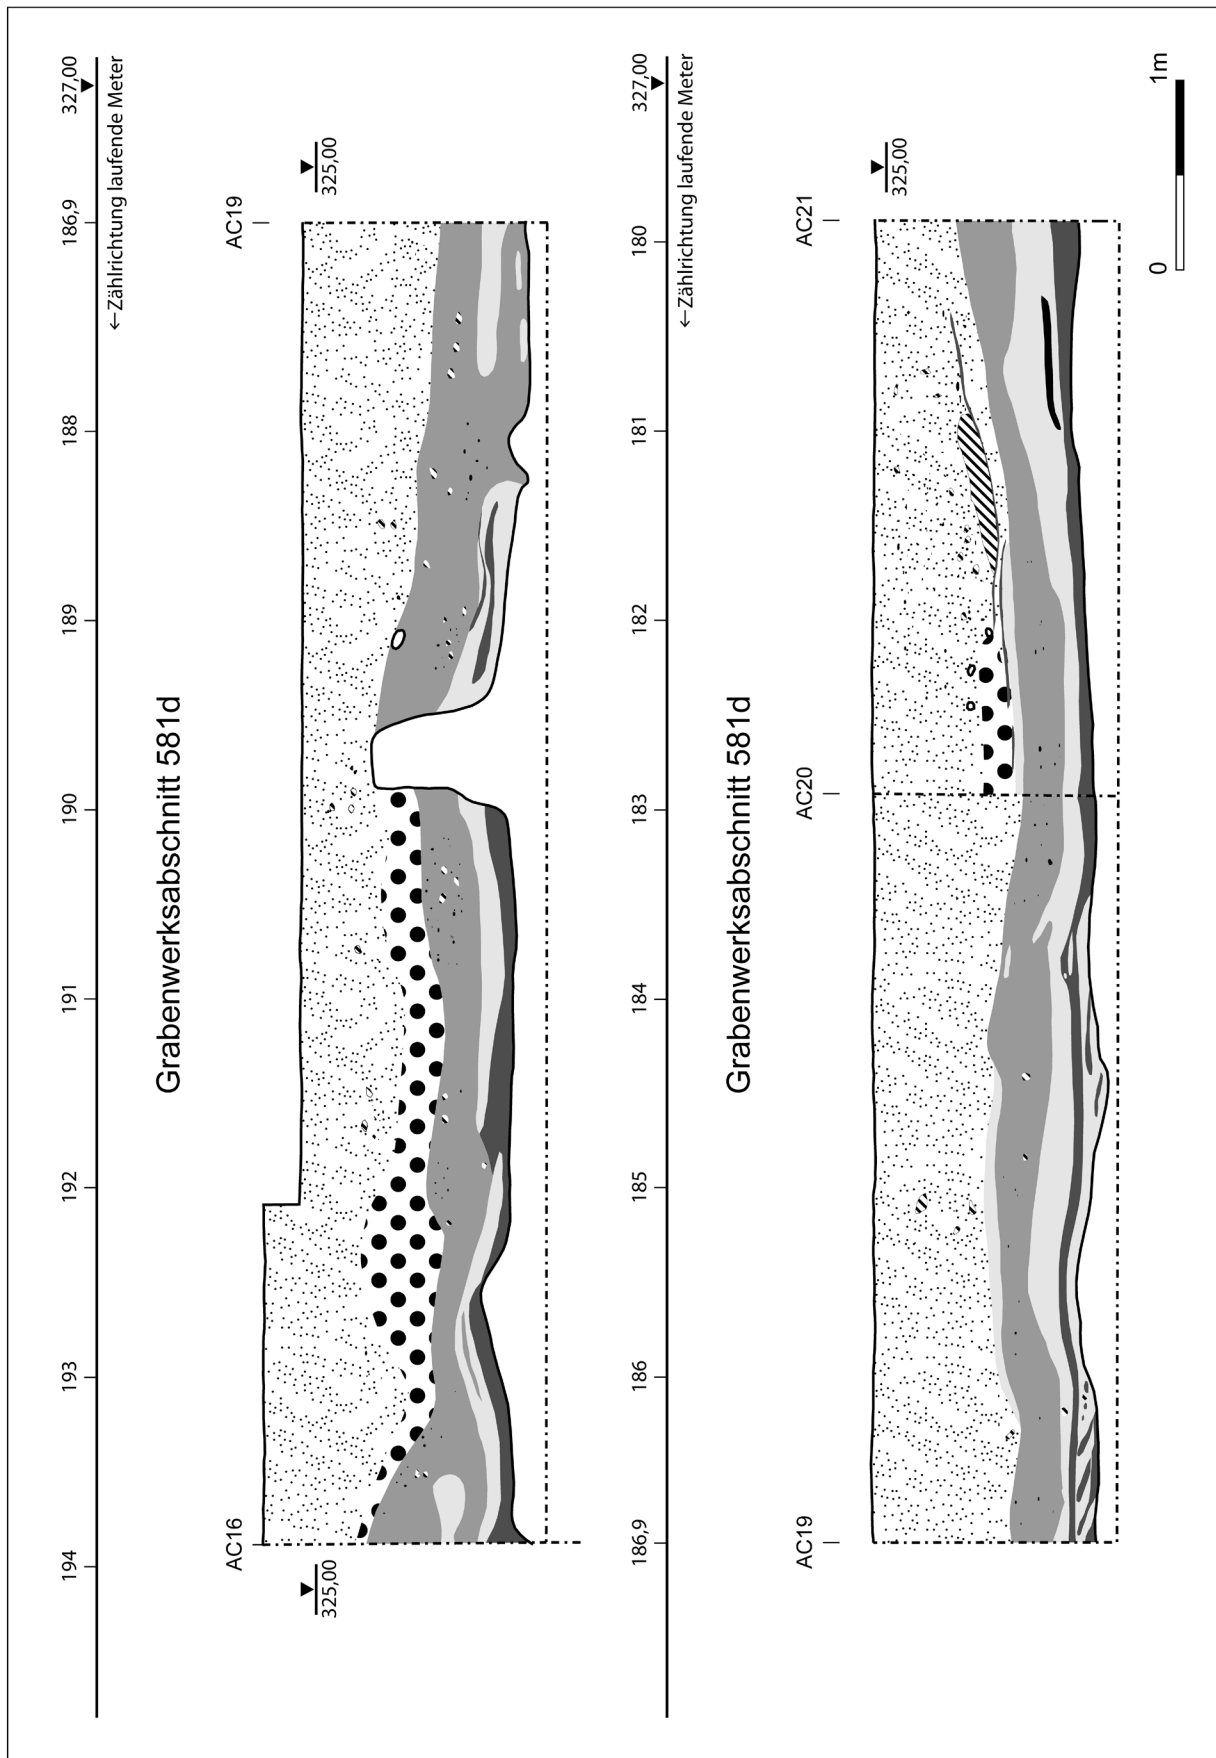 194 193 192 191 190 189 188 186,9 327,00
←Zählrichtung laufende Meter
Grabenwerksabschnitt 581d
AC16 AC19
325,00 325,00
186,9 186 185 184 183 182 181 180 327,00
←Zählrichtung laufende Meter
Grabenwerksabschnitt 581d
AC19 AC20 AC21
325,00
0 1m